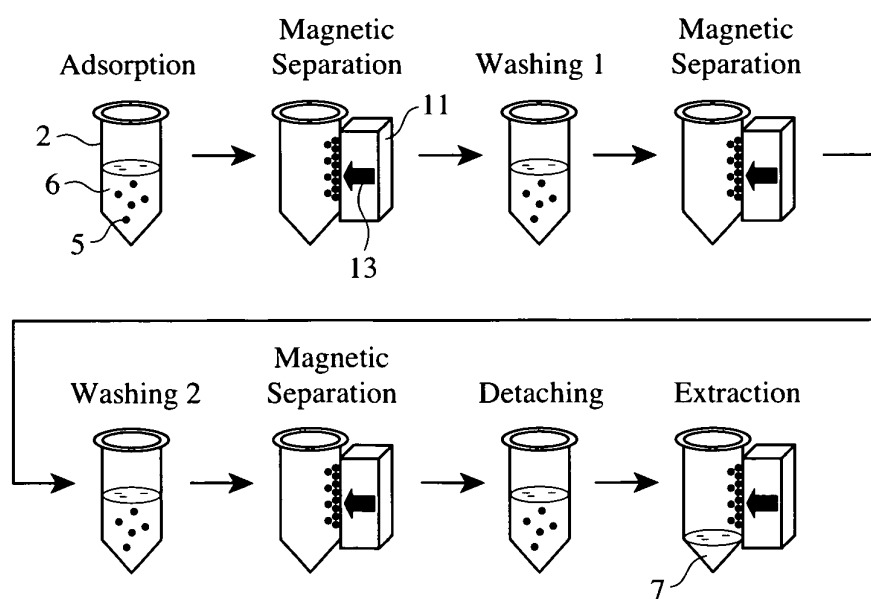 Adsorption
Magnetic
Separation
Washing 1
Magnetic
Separation
2
6
5
11
13
Washing 2
Magnetic
Separation
Detaching
Extraction
7